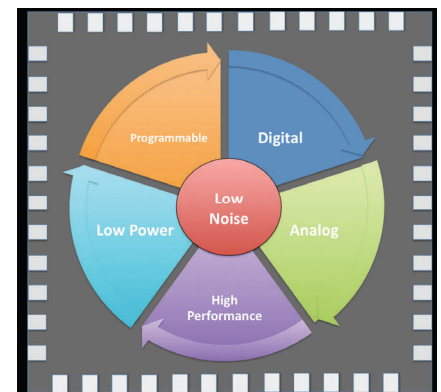 Programmable
Digital
Low
Noise
Low Power
Analog
High
Performance